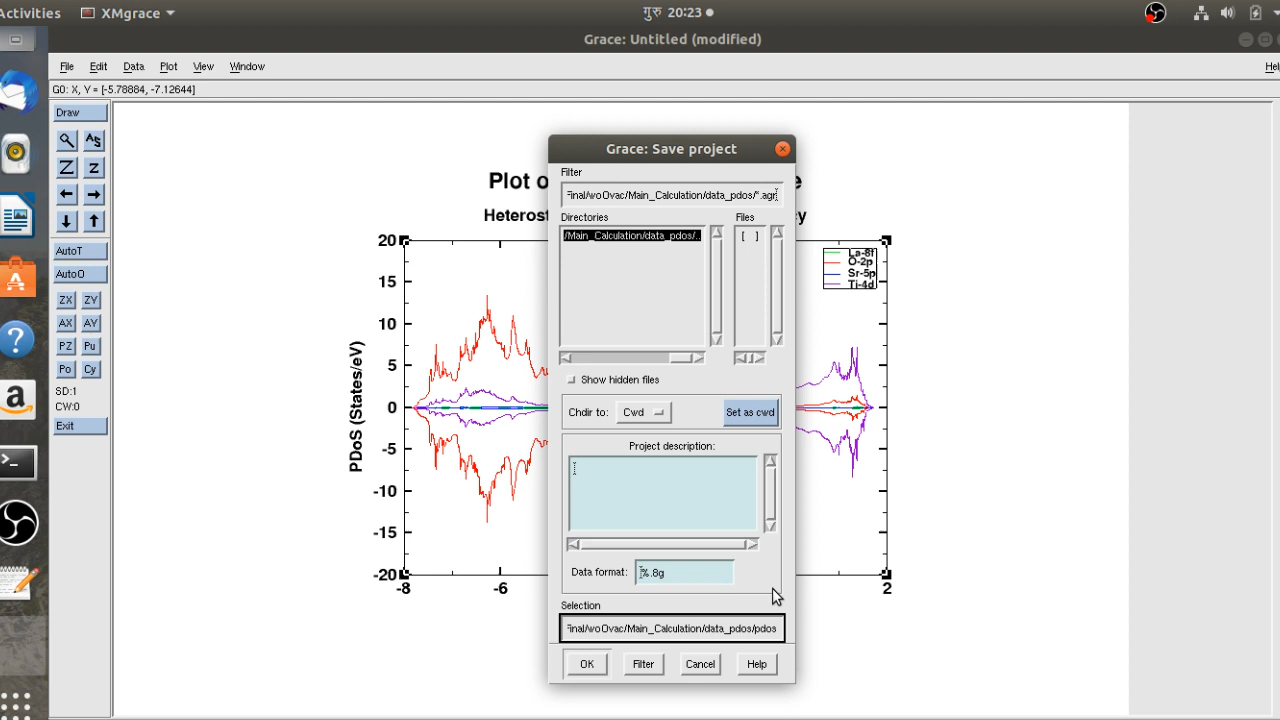 Activities XMgrace गुरु 20:23
Grace: Untitled (modified)
File Edit Data Plot View Window
G0: X, Y = [-5.78884, -7.12644]
Draw
AS
Z Z
AutoT
AutoO
ZX ZY
AX AY
PZ Pu
Po Cy
SD:1
CW:0
Exit
Plot o
Heterost
cy
20
15
10
5
0
-5
-10
-15
-20
-8 -6 2
PDoS (States/eV)
La-8f
O-2p
Sr-5p
Ti-4d
Grace: Save project
Filter
Final/woOvac/Main_Calculation/data_pdos/*.agr
Directories Files
/Main_Calculation/data_pdos/.. [ ]
Show hidden files
Chdir to: Cwd Set as cwd
Project description:
Data format: %.8g
Selection
Final/woOvac/Main_Calculation/data_pdos/pdos
OK Filter Cancel Help